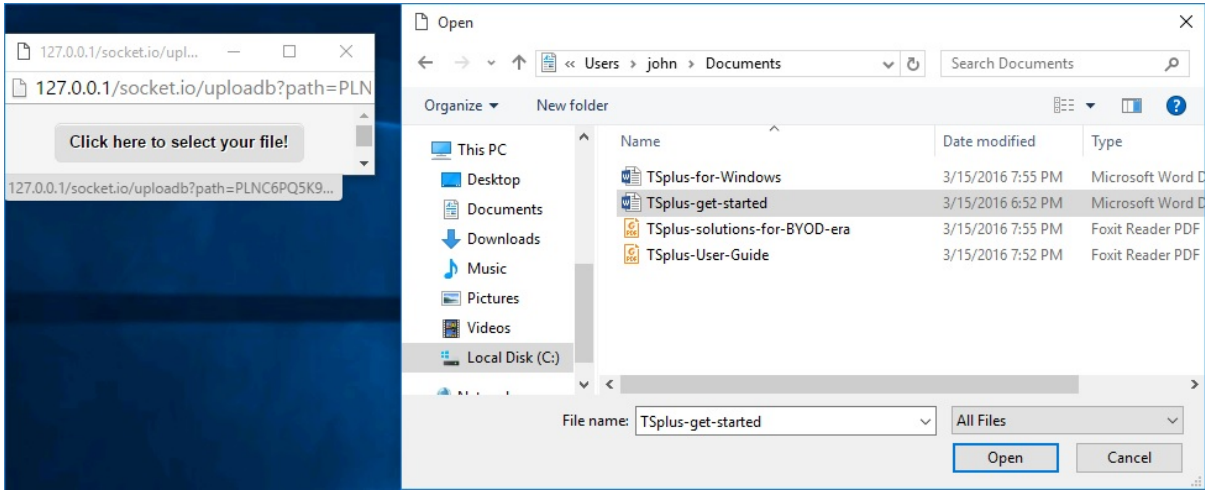 127.0.0.1/socket.io/upl...
127.0.0.1/socket.io/uploadb?path=PLN
Click here to select your file!
127.0.0.1/socket.io/uploadb?path=PLNC6PQ5K9...
Open
« Users › john › Documents
Search Documents
Organize
New folder
This PC
Desktop
Documents
Downloads
Music
Pictures
Videos
Local Disk (C:)
Name Date modified Type
TSplus-for-Windows 3/15/2016 7:55 PM Microsoft Word D
TSplus-get-started 3/15/2016 6:52 PM Microsoft Word D
TSplus-solutions-for-BYOD-era 3/15/2016 7:55 PM Foxit Reader PDF
TSplus-User-Guide 3/15/2016 7:52 PM Foxit Reader PDF
File name: TSplus-get-started
All Files
Open
Cancel